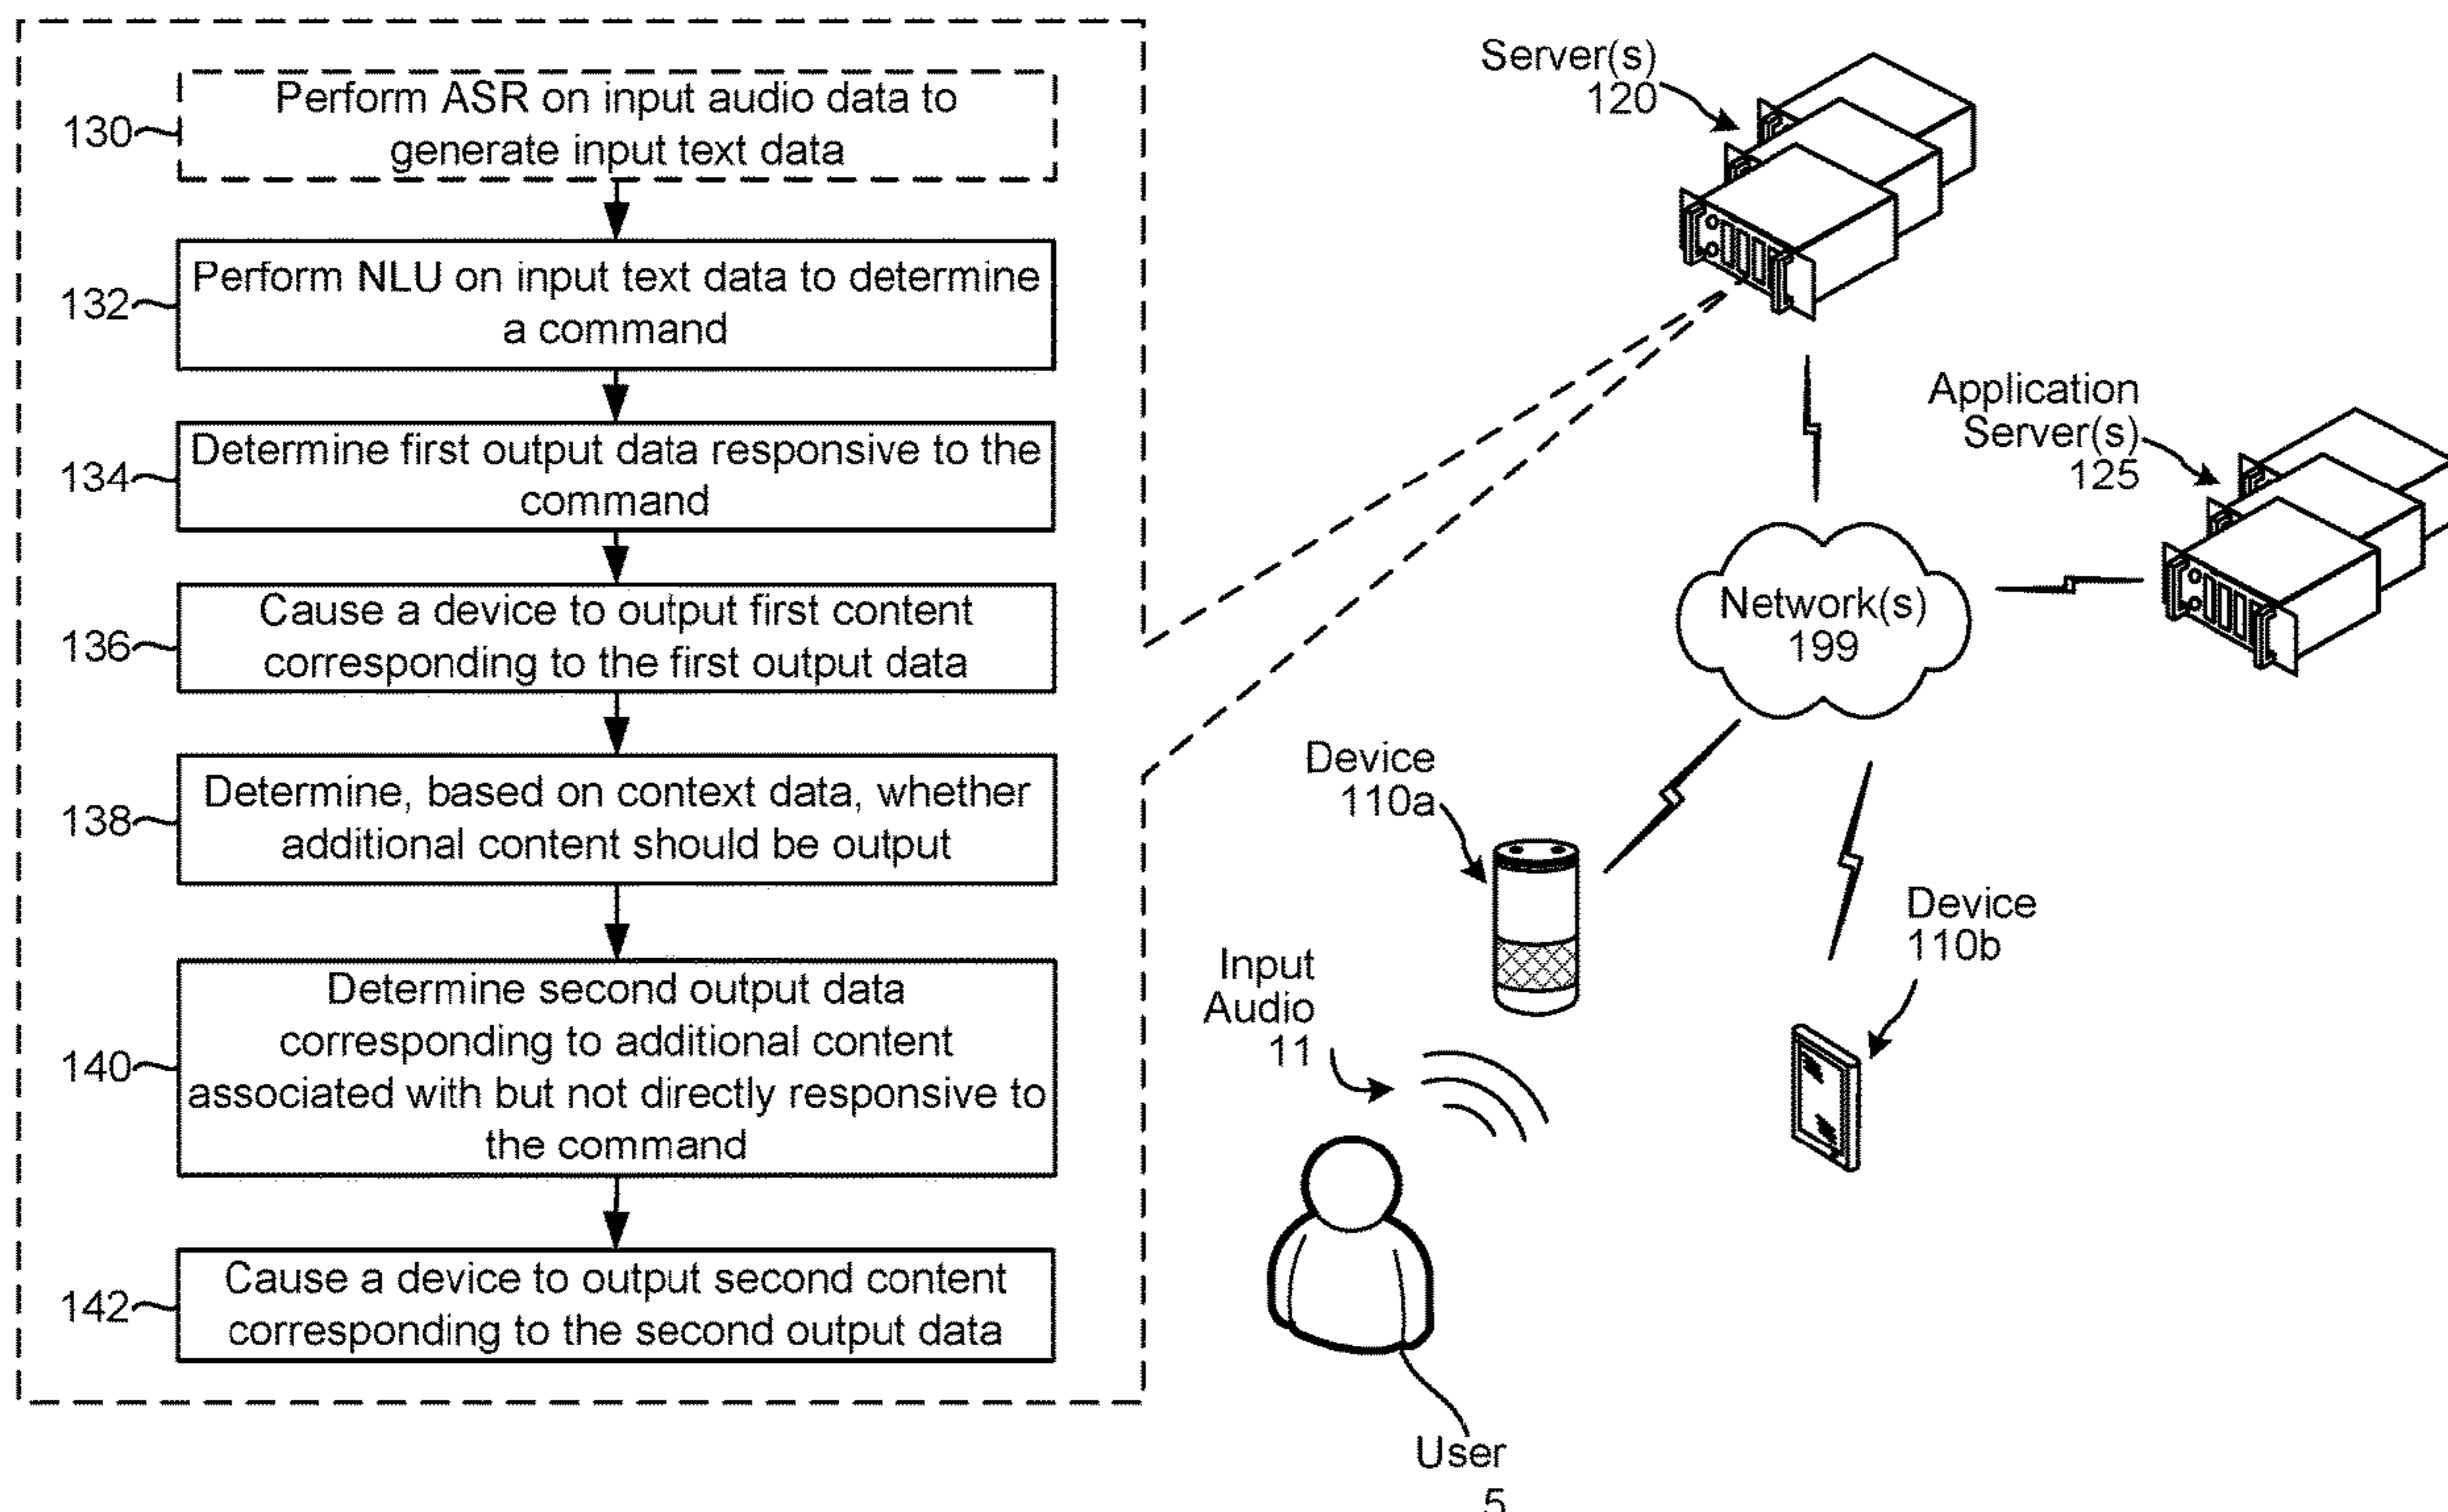 130
Perform ASR on input audio data to
generate input text data
132
Perform NLU on input text data to determine
a command
134
Determine first output data responsive to the
command
136
Cause a device to output first content
corresponding to the first output data
138
Determine, based on context data, whether
additional content should be output
140
Determine second output data
corresponding to additional content
associated with but not directly responsive to
the command
142
Cause a device to output second content
corresponding to the second output data
Server(s)
120
Application
Server(s)
125
Network(s)
199
Device
110a
Device
110b
Input
Audio
11
User
5